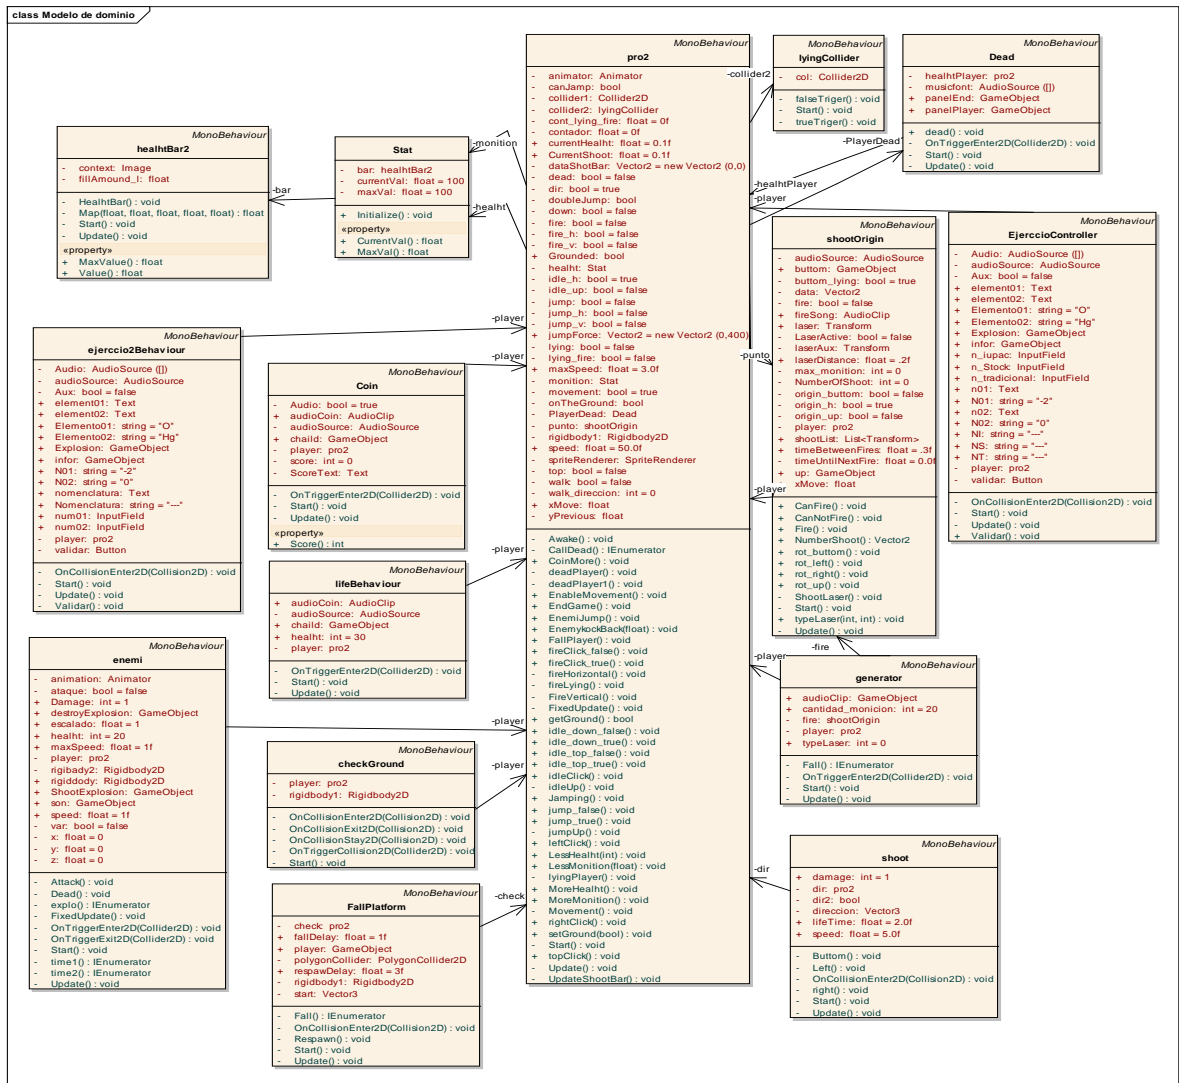 class Modelo de dominio
MonoBehaviour
pro2
- animator: Animator
- canJamp: bool
- collider1: Collider2D
- collider2: lyingCollider
- cont_lying_fire: float = 0f
- contador: float = 0f
+ currentHealht: float = 0.1f
+ CurrentShoot: float = 0.1f
- dataShotBar: Vector2 = new Vector2 (0,0)
- dead: bool = false
- dir: bool = true
- doubleJump: bool
- down: bool = false
- fire: bool = false
- fire_h: bool = false
- fire_v: bool = false
+ Grounded: bool
- healht: Stat
- idle_h: bool = true
- idle_up: bool = false
- jump: bool = false
- jump_h: bool = false
- jump_v: bool = false
+ jumpForce: Vector2 = new Vector2 (0,400)
- lying: bool = false
- lying_fire: bool = false
+ maxSpeed: float = 3.0f
- monition: Stat
- movement: bool = true
- onTheGround: bool
- PlayerDead: Dead
- punto: shootOrigin
- rigidbody1: Rigidbody2D
+ speed: float = 50.0f
- spriteRenderer: SpriteRenderer
- top: bool = false
- walk: bool = false
- walk_direccion: int = 0
+ xMove: float
- yPrevious: float
- Awake() : void
- CallDead() : IEnumerator
+ CoinMore() : void
- deadPlayer() : void
- deadPlayer1() : void
+ EnableMovement() : void
+ EndGame() : void
+ EnemiJump() : void
+ EnemykockBack(float) : void
+ FallPlayer() : void
+ fireClick_false() : void
+ fireClick_true() : void
- fireHorizontal() : void
- fireLying() : void
- FireVertical() : void
- FixedUpdate() : void
+ getGround() : bool
+ idle_down_false() : void
+ idle_down_true() : void
+ idle_top_false() : void
+ idle_top_true() : void
+ idleClick() : void
- idleUp() : void
+ Jamping() : void
+ jump_false() : void
+ jump_true() : void
- jumpUp() : void
+ leftClick() : void
+ LessHealht(int) : void
+ LessMonition(float) : void
- lyingPlayer() : void
+ MoreHealht() : void
+ MoreMonition() : void
- Movement() : void
+ rightClick() : void
+ setGround(bool) : void
- Start() : void
+ topClick() : void
- Update() : void
- UpdateShootBar() : void
MonoBehaviour
lyingCollider
- col: Collider2D
+ falseTriger() : void
- Start() : void
+ trueTriger() : void
MonoBehaviour
Dead
- healhtPlayer: pro2
- musicfont: AudioSource ([])
+ panelEnd: GameObject
+ panelPlayer: GameObject
+ dead() : void
- OnTriggerEnter2D(Collider2D) : void
- Start() : void
- Update() : void
MonoBehaviour
healhtBar2
- context: Image
- fillAmound_l: float
- HealhtBar() : void
- Map(float, float, float, float, float) : float
- Start() : void
- Update() : void
«property»
+ MaxValue() : float
+ Value() : float
Stat
- bar: healhtBar2
- currentVal: float = 100
- maxVal: float = 100
+ Initialize() : void
«property»
+ CurrentVal() : float
+ MaxVal() : float
MonoBehaviour
shootOrigin
- audioSource: AudioSource
+ buttom: GameObject
- buttom_lying: bool = true
- data: Vector2
- fire: bool = false
+ fireSong: AudioClip
+ laser: Transform
- LaserActive: bool = false
- laserAux: Transform
+ laserDistance: float = .2f
- max_monition: int = 0
- NumberOfShoot: int = 0
- origin_buttom: bool = false
- origin_h: bool = true
- origin_up: bool = false
- player: pro2
+ shootList: List<Transform>
+ timeBetweenFires: float = .3f
- timeUntilNextFire: float = 0.0f
+ up: GameObject
- xMove: float
+ CanFire() : void
+ CanNotFire() : void
+ Fire() : void
+ NumberShoot() : Vector2
+ rot_buttom() : void
+ rot_left() : void
+ rot_right() : void
+ rot_up() : void
- ShootLaser() : void
- Start() : void
+ typeLaser(int, int) : void
- Update() : void
MonoBehaviour
EjerccioController
- Audio: AudioSource ([])
- audioSource: AudioSource
- Aux: bool = false
+ element01: Text
+ element02: Text
+ Elemento01: string = "O"
+ Elemento02: string = "Hg"
+ Explosion: GameObject
+ infor: GameObject
+ n_iupac: InputField
+ n_Stock: InputField
+ n_tradicional: InputField
+ n01: Text
+ N01: string = "-2"
+ n02: Text
+ N02: string = "0"
+ NI: string = "---"
+ NS: string = "---"
+ NT: string = "---"
- player: pro2
- validar: Button
- OnCollisionEnter2D(Collision2D) : void
- Start() : void
- Update() : void
+ Validar() : void
MonoBehaviour
ejerccio2Behaviour
- Audio: AudioSource ([])
- audioSource: AudioSource
- Aux: bool = false
+ element01: Text
+ element02: Text
+ Elemento01: string = "O"
+ Elemento02: string = "Hg"
+ Explosion: GameObject
+ infor: GameObject
+ N01: string = "-2"
+ N02: string = "0"
+ nomenclatura: Text
+ Nomenclatura: string = "---"
+ num01: InputField
+ num02: InputField
- player: pro2
- validar: Button
- OnCollisionEnter2D(Collision2D) : void
- Start() : void
- Update() : void
- Validar() : void
MonoBehaviour
Coin
- Audio: bool = true
+ audioCoin: AudioClip
- audioSource: AudioSource
+ chaild: GameObject
- player: pro2
- score: int = 0
- ScoreText: Text
- OnTriggerEnter2D(Collider2D) : void
- Start() : void
- Update() : void
«property»
+ Score() : int
MonoBehaviour
lifeBehaviour
+ audioCoin: AudioClip
- audioSource: AudioSource
+ chaild: GameObject
+ healht: int = 30
- player: pro2
- OnTriggerEnter2D(Collider2D) : void
- Start() : void
- Update() : void
MonoBehaviour
enemi
- animation: Animator
- ataque: bool = false
+ Damage: int = 1
+ destroyExplosion: GameObject
+ escalado: float = 1
+ healht: int = 20
+ maxSpeed: float = 1f
- player: pro2
- rigibady2: Rigidbody2D
+ rigiddody: Rigidbody2D
+ ShootExplosion: GameObject
+ son: GameObject
+ speed: float = 1f
- var: bool = false
- x: float = 0
- y: float = 0
- z: float = 0
- Attack() : void
- Dead() : void
- explo() : IEnumerator
- FixedUpdate() : void
- OnTriggerEnter2D(Collider2D) : void
- OnTriggerExit2D(Collider2D) : void
- Start() : void
- time1() : IEnumerator
- time2() : IEnumerator
- Update() : void
MonoBehaviour
checkGround
- player: pro2
- rigidbody1: Rigidbody2D
- OnCollisionEnter2D(Collision2D) : void
- OnCollisionExit2D(Collision2D) : void
- OnCollisionStay2D(Collision2D) : void
- OnTriggerCollision2D(Collider2D) : void
- Start() : void
MonoBehaviour
generator
+ audioClip: GameObject
+ cantidad_monicion: int = 20
- fire: shootOrigin
- player: pro2
+ typeLaser: int = 0
- Fall() : IEnumerator
- OnTriggerEnter2D(Collider2D) : void
- Start() : void
- Update() : void
MonoBehaviour
FallPlatform
- check: pro2
+ fallDelay: float = 1f
+ player: GameObject
- polygonCollider: PolygonCollider2D
+ respawDelay: float = 3f
- rigidbody1: Rigidbody2D
- start: Vector3
- Fall() : IEnumerator
- OnCollisionEnter2D(Collision2D) : void
- Respawn() : void
- Start() : void
- Update() : void
MonoBehaviour
shoot
+ damage: int = 1
- dir: pro2
- dir2: bool
- direccion: Vector3
+ lifeTime: float = 2.0f
+ speed: float = 5.0f
- Buttom() : void
- Left() : void
- OnCollisionEnter2D(Collision2D) : void
- right() : void
- Start() : void
- Update() : void
-collider2
-PlayerDead
-healhtPlayer
-player
-monition
-healht
-bar
-player
-player
-punto
-player
-player
-fire
-player
-player
-player
-dir
-check